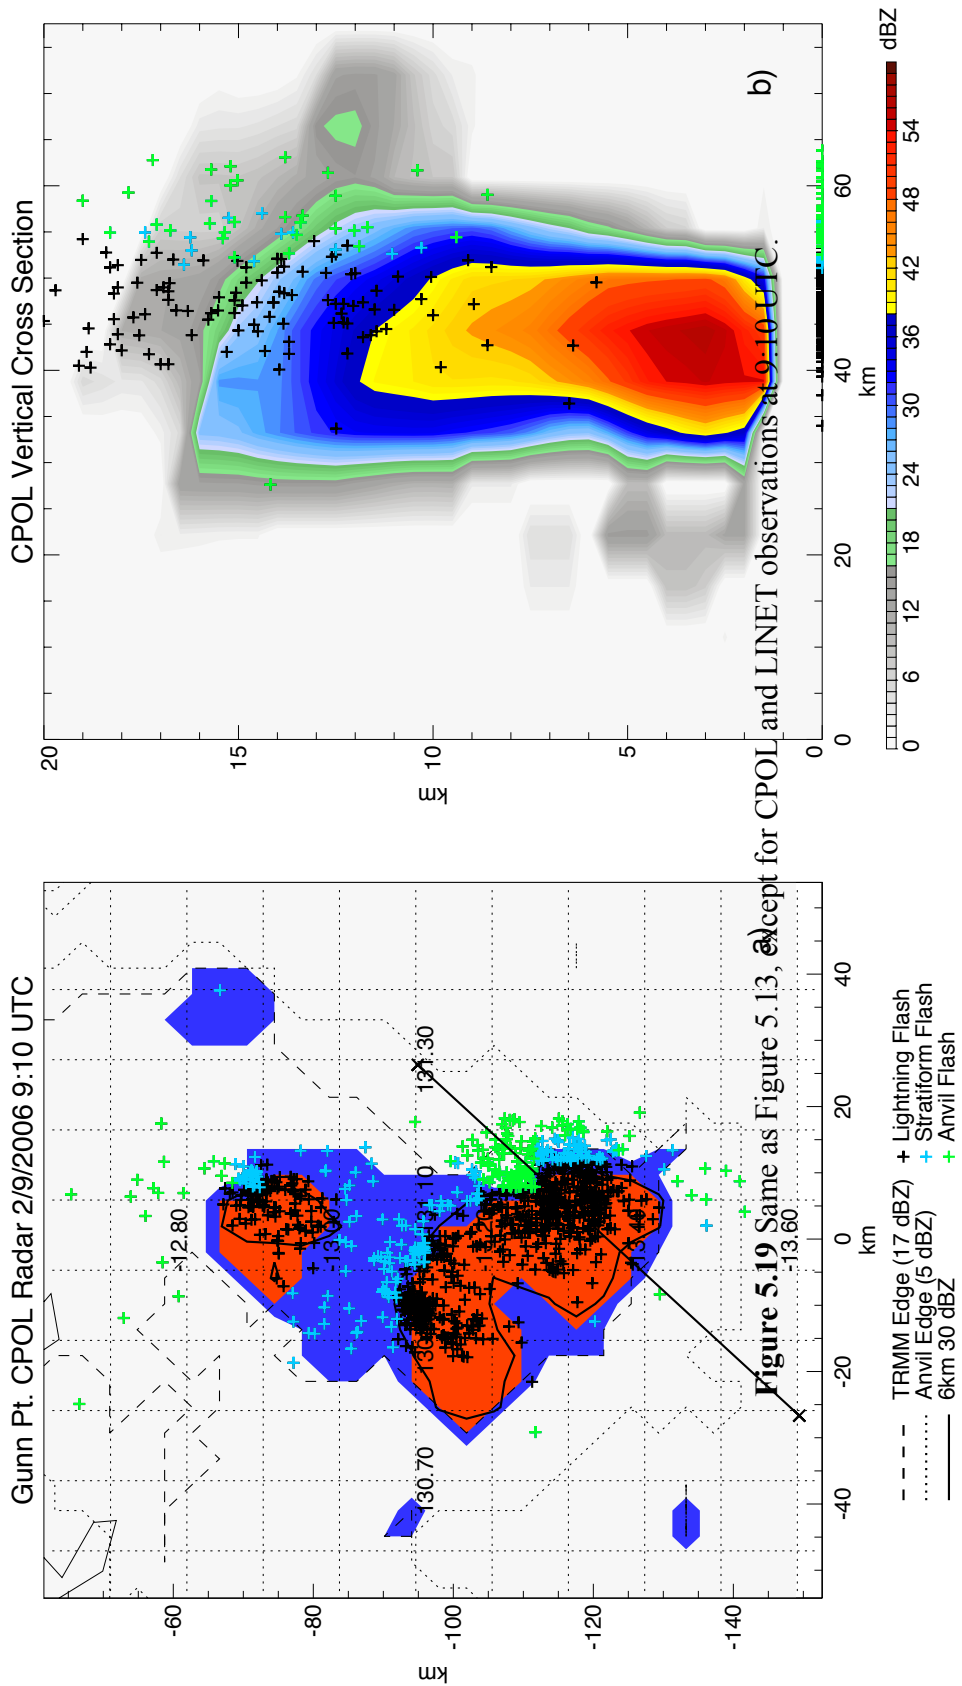 Gunn Pt. CPOL Radar 2/9/2006 9:10 UTC
km
-60
-80
-100
-120
-140
-40
-20
0
20
40
km
-12.80
-13.00
-13.60
130.70
131.30
a)
TRMM Edge (17 dBZ)
Anvil Edge (5 dBZ)
6km 30 dBZ
+ Lightning Flash
+ Stratiform Flash
+ Anvil Flash
CPOL Vertical Cross Section
km
20
15
10
5
0
0
20
40
60
km
b)
0
6
12
18
24
30
36
42
48
54
dBZ
Figure 5.19 Same as Figure 5.13, except for CPOL and LINET observations at 9:10 UTC.